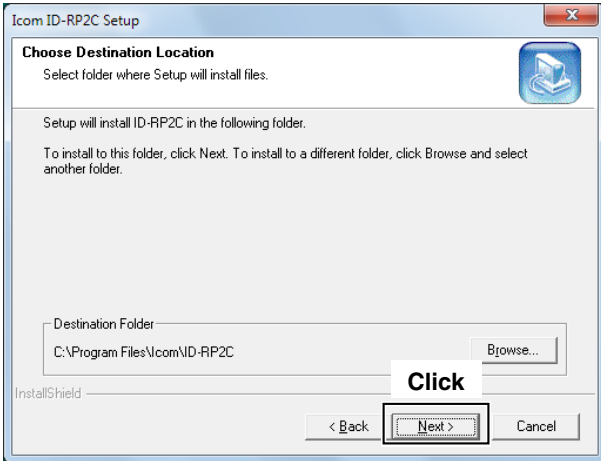 Icom ID-RP2C Setup
Choose Destination Location
Select folder where Setup will install files.
Setup will install ID-RP2C in the following folder.
To install to this folder, click Next. To install to a different folder, click Browse and select
another folder.
Destination Folder
C:\Program Files\Icom\ID-RP2C
Browse...
Click
InstallShield
< Back
Next >
Cancel